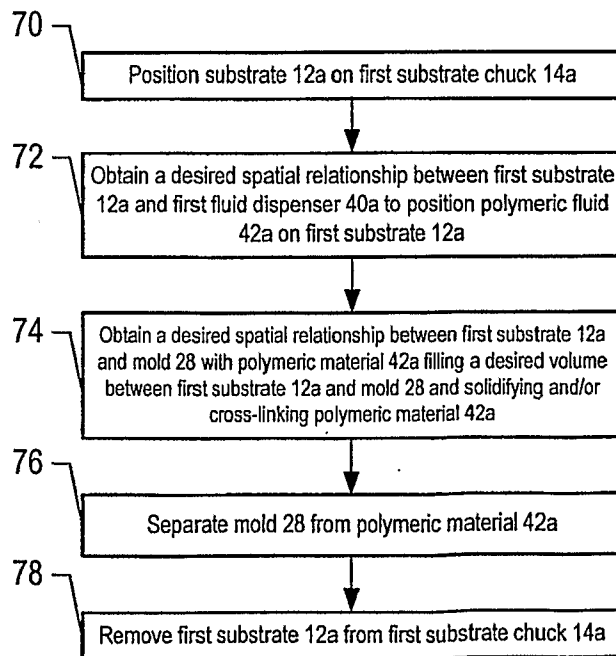 70
Position substrate 12a on first substrate chuck 14a
72
Obtain a desired spatial relationship between first substrate
12a and first fluid dispenser 40a to position polymeric fluid
42a on first substrate 12a
74
Obtain a desired spatial relationship between first substrate 12a
and mold 28 with polymeric material 42a filling a desired volume
between first substrate 12a and mold 28 and solidifying and/or
cross-linking polymeric material 42a
76
Separate mold 28 from polymeric material 42a
78
Remove first substrate 12a from first substrate chuck 14a